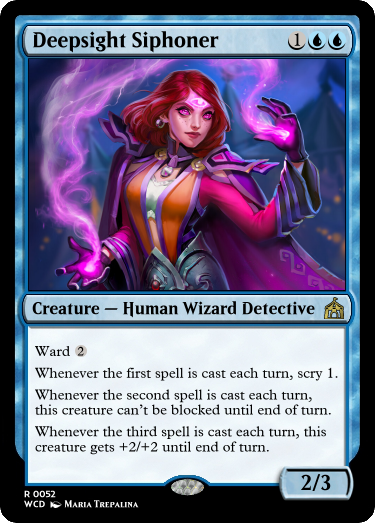 Deepsight Siphoner 1
Creature — Human Wizard Detective
Ward 2
Whenever the first spell is cast each turn, scry 1.
Whenever the second spell is cast each turn,
this creature can't be blocked until end of turn.
Whenever the third spell is cast each turn, this
creature gets +2/+2 until end of turn.
2/3
R 0052
WCD Maria Trepalina